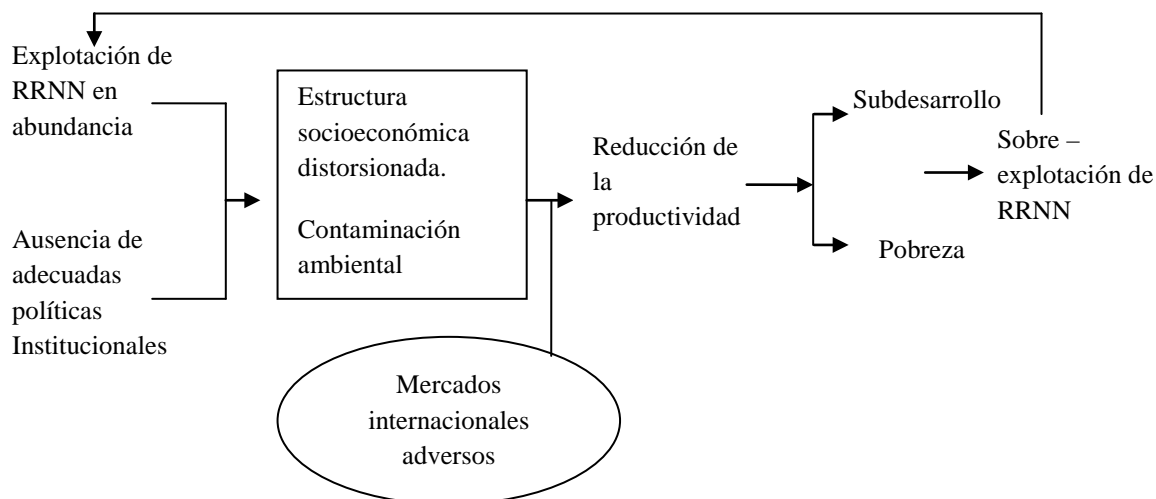 Explotación de
RRNN en
abundancia
Ausencia de
adecuadas
políticas
Institucionales
Estructura
socioeconómica
distorsionada.
Contaminación
ambiental
Mercados
internacionales
adversos
Reducción de
la
productividad
Subdesarrollo
Pobreza
Sobre –
explotación de
RRNN